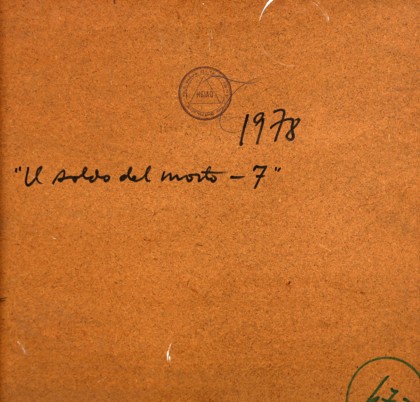 1978
"Il soldo del morto – 7"